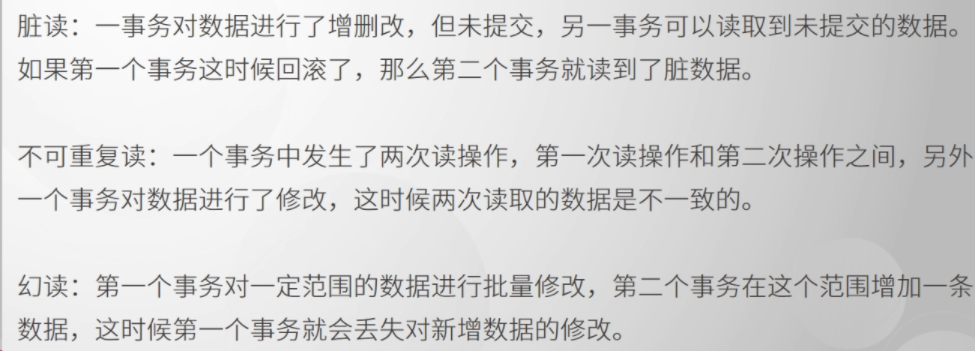 脏读：一事务对数据进行了增删改，但未提交，另一事务可以读取到未提交的数据。
如果第一个事务这时候回滚了，那么第二个事务就读到了脏数据。
不可重复读：一个事务中发生了两次读操作，第一次读操作和第二次操作之间，另外
一个事务对数据进行了修改，这时候两次读取的数据是不一致的。
幻读：第一个事务对一定范围的数据进行批量修改，第二个事务在这个范围增加一条
数据，这时候第一个事务就会丢失对新增数据的修改。